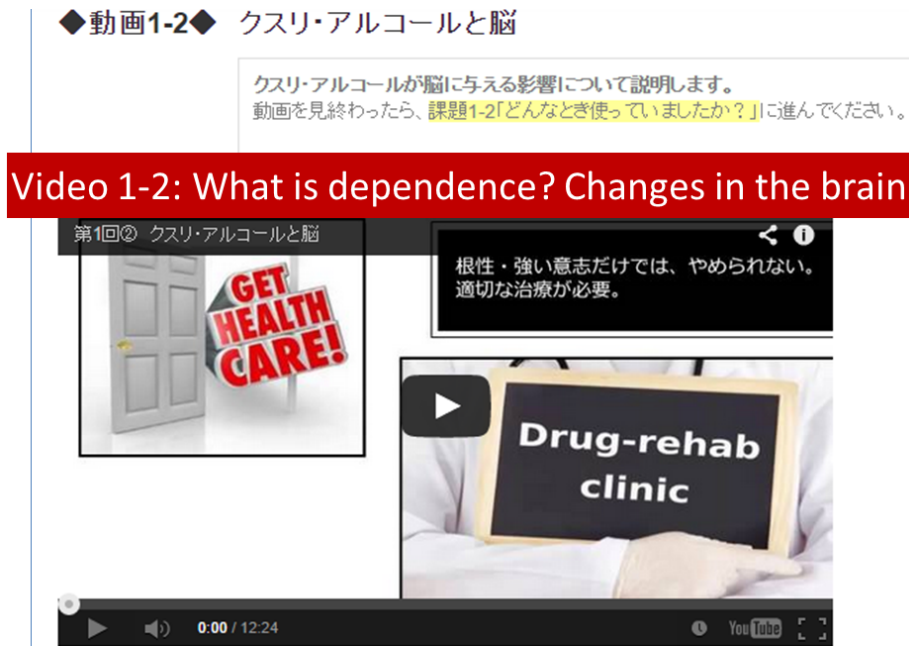 ◆動画1-2◆ クスリ・アルコールと脳
クスリ・アルコールが脳に与える影響について説明します。
動画を見終わったら、課題1-2「どんなとき使っていましたか？」に進んでください。
Video 1-2: What is dependence? Changes in the brain
第1回② クスリ・アルコールと脳
根性・強い意志だけでは、やめられない。
適切な治療が必要。
GET
HEALTH
CARE!
Drug-rehab
clinic
0:00 / 12:24
YouTube